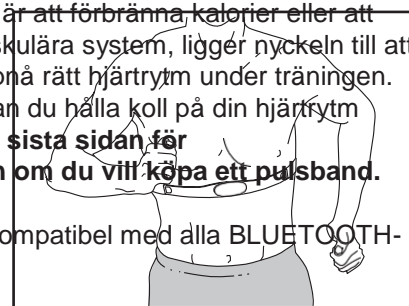 är att förbränna kalorier eller att
skulära system, ligger nyckeln till att
nå rätt hjärtrytm under träningen.
an du hålla koll på din hjärtrytm
sista sidan för
om du vill köpa ett pulsband.
ompatibel med alla BLUETOOTH-